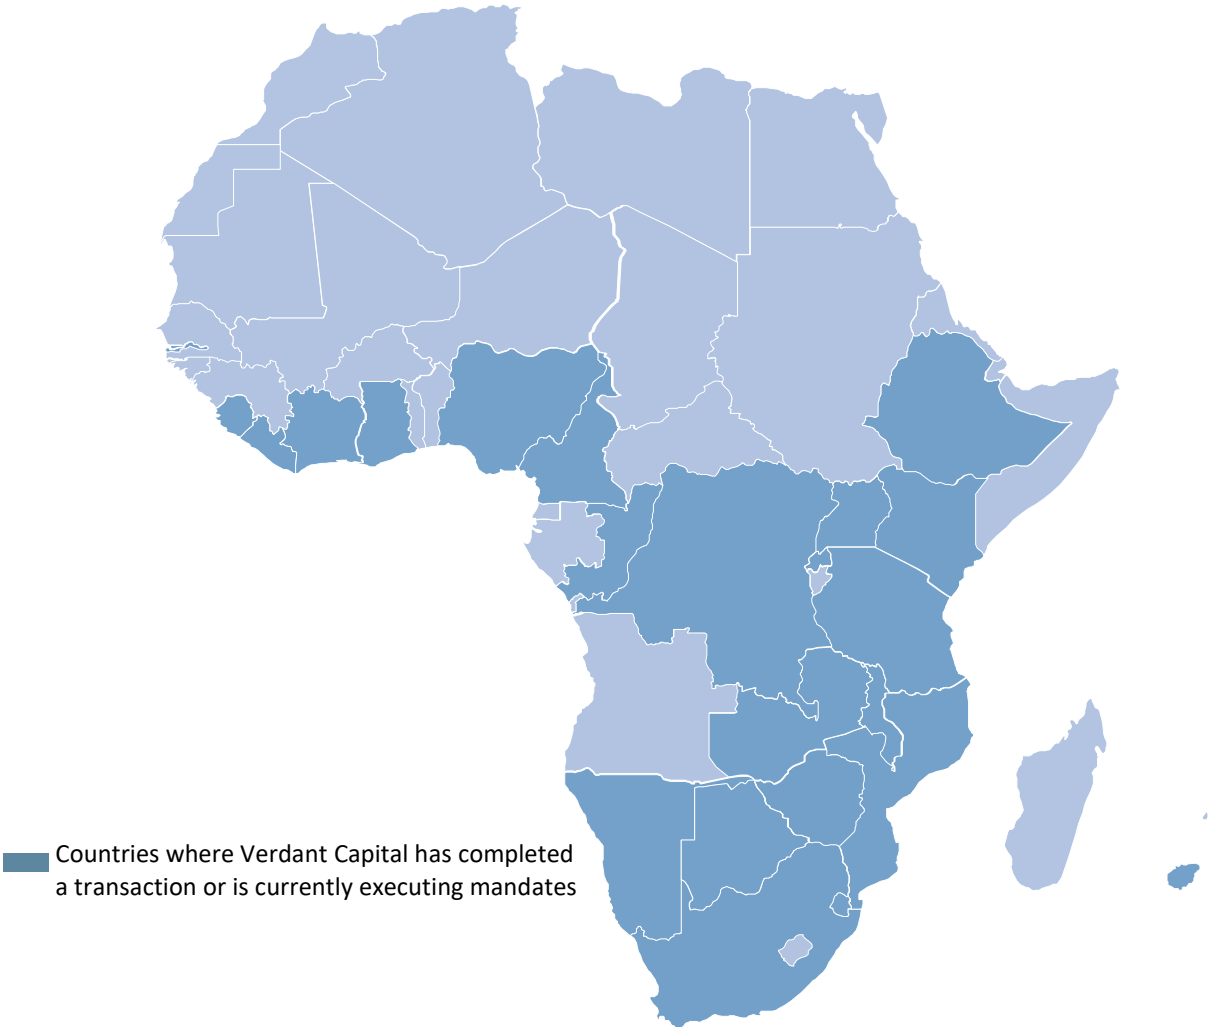 Countries where Verdant Capital has completed
a transaction or is currently executing mandates